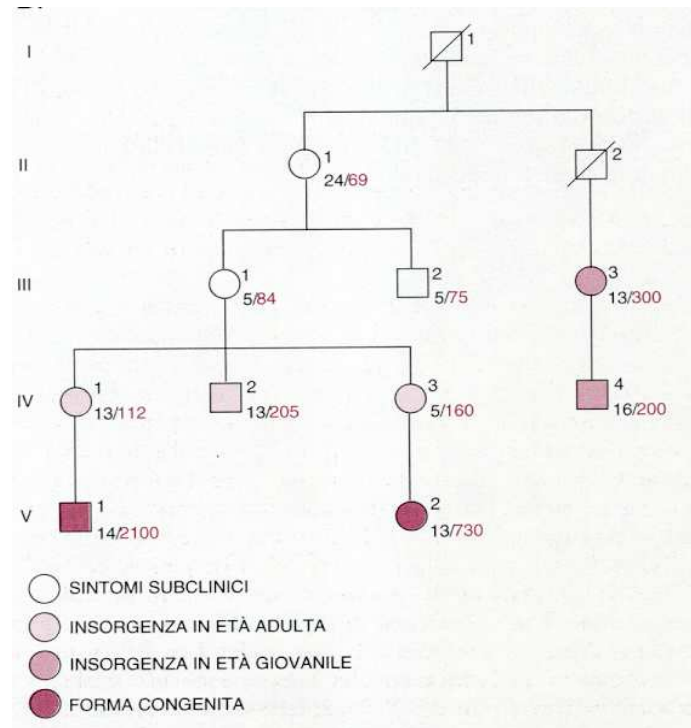 I
1
II
1
2
24/69
III
1
2
3
5/84
5/75
13/300
IV
1
2
3
4
13/112
13/205
5/160
16/200
V
1
2
14/2100
13/730
SINTOMI SUBCLINICI
INSORGENZA IN ETÀ ADULTA
INSORGENZA IN ETÀ GIOVANILE
FORMA CONGENITA